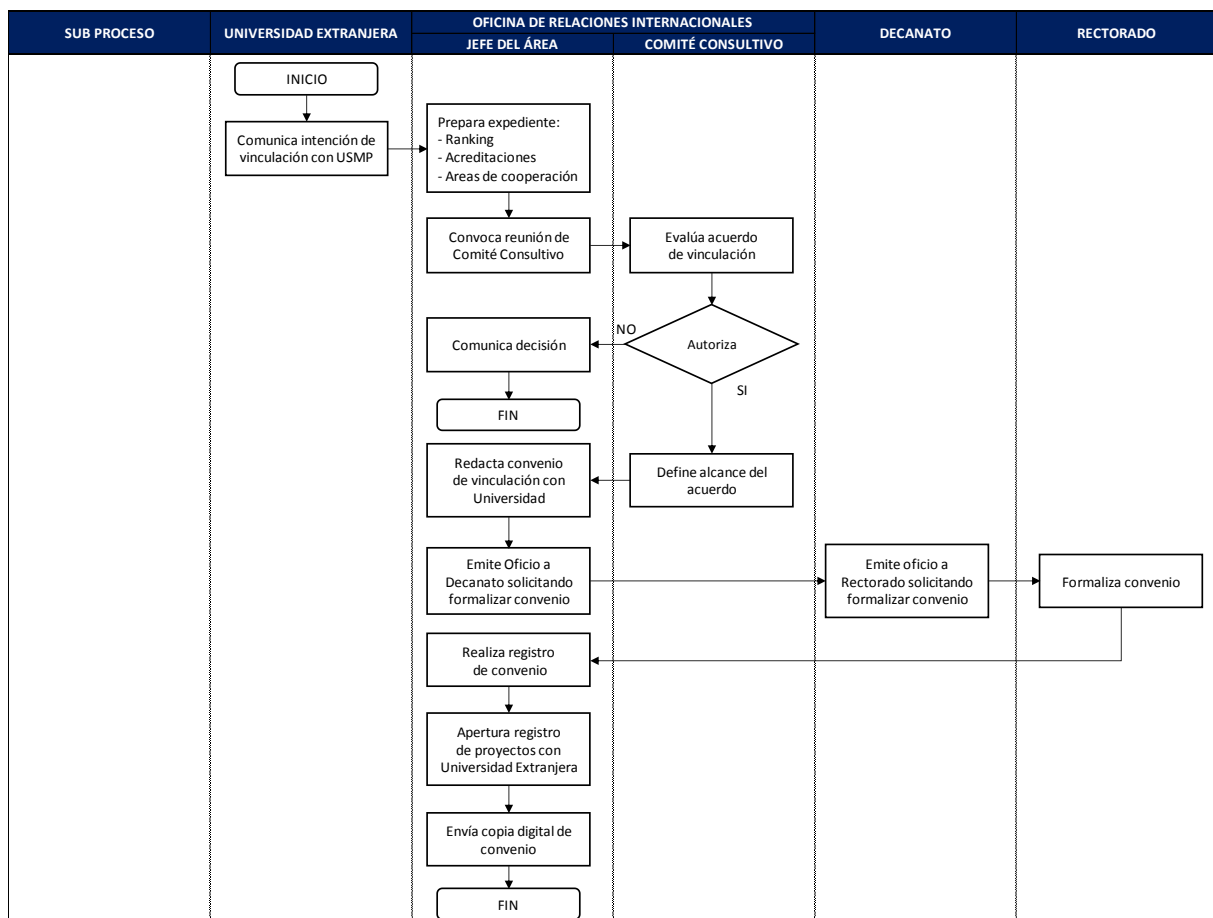 SUB PROCESO
UNIVERSIDAD EXTRANJERA
OFICINA DE RELACIONES INTERNACIONALES
JEFE DEL ÁREA
COMITÉ CONSULTIVO
DECANATO
RECTORADO
INICIO
Comunica intención de
vinculación con USMP
Prepara expediente:
- Ranking
- Acreditaciones
- Areas de cooperación
Convoca reunión de
Comité Consultivo
Evalúa acuerdo
de vinculación
Autoriza
NO
SI
Comunica decisión
FIN
Define alcance del
acuerdo
Redacta convenio
de vinculación con
Universidad
Emite Oficio a
Decanato solicitando
formalizar convenio
Emite oficio a
Rectorado solicitando
formalizar convenio
Formaliza convenio
Realiza registro
de convenio
Apertura registro
de proyectos con
Universidad Extranjera
Envía copia digital de
convenio
FIN